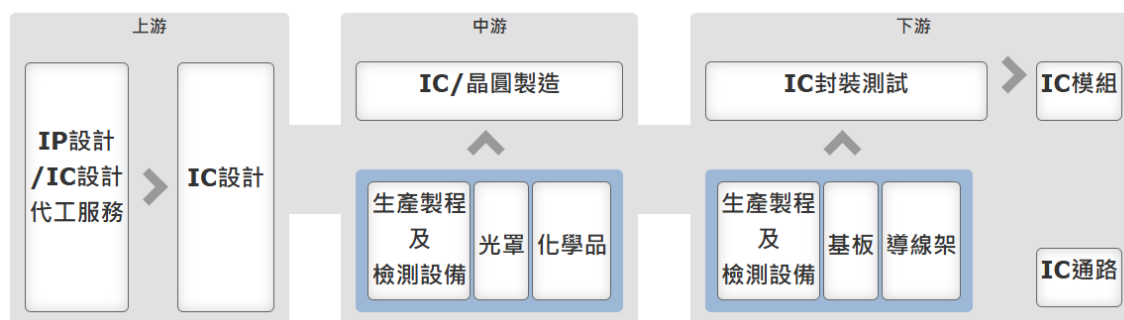 上游
IP設計
/IC設計
代工服務
IC設計
中游
IC/晶圓製造
生產製程
及
檢測設備
光罩
化學品
下游
IC封裝測試
IC模組
生產製程
及
檢測設備
基板
導線架
IC通路